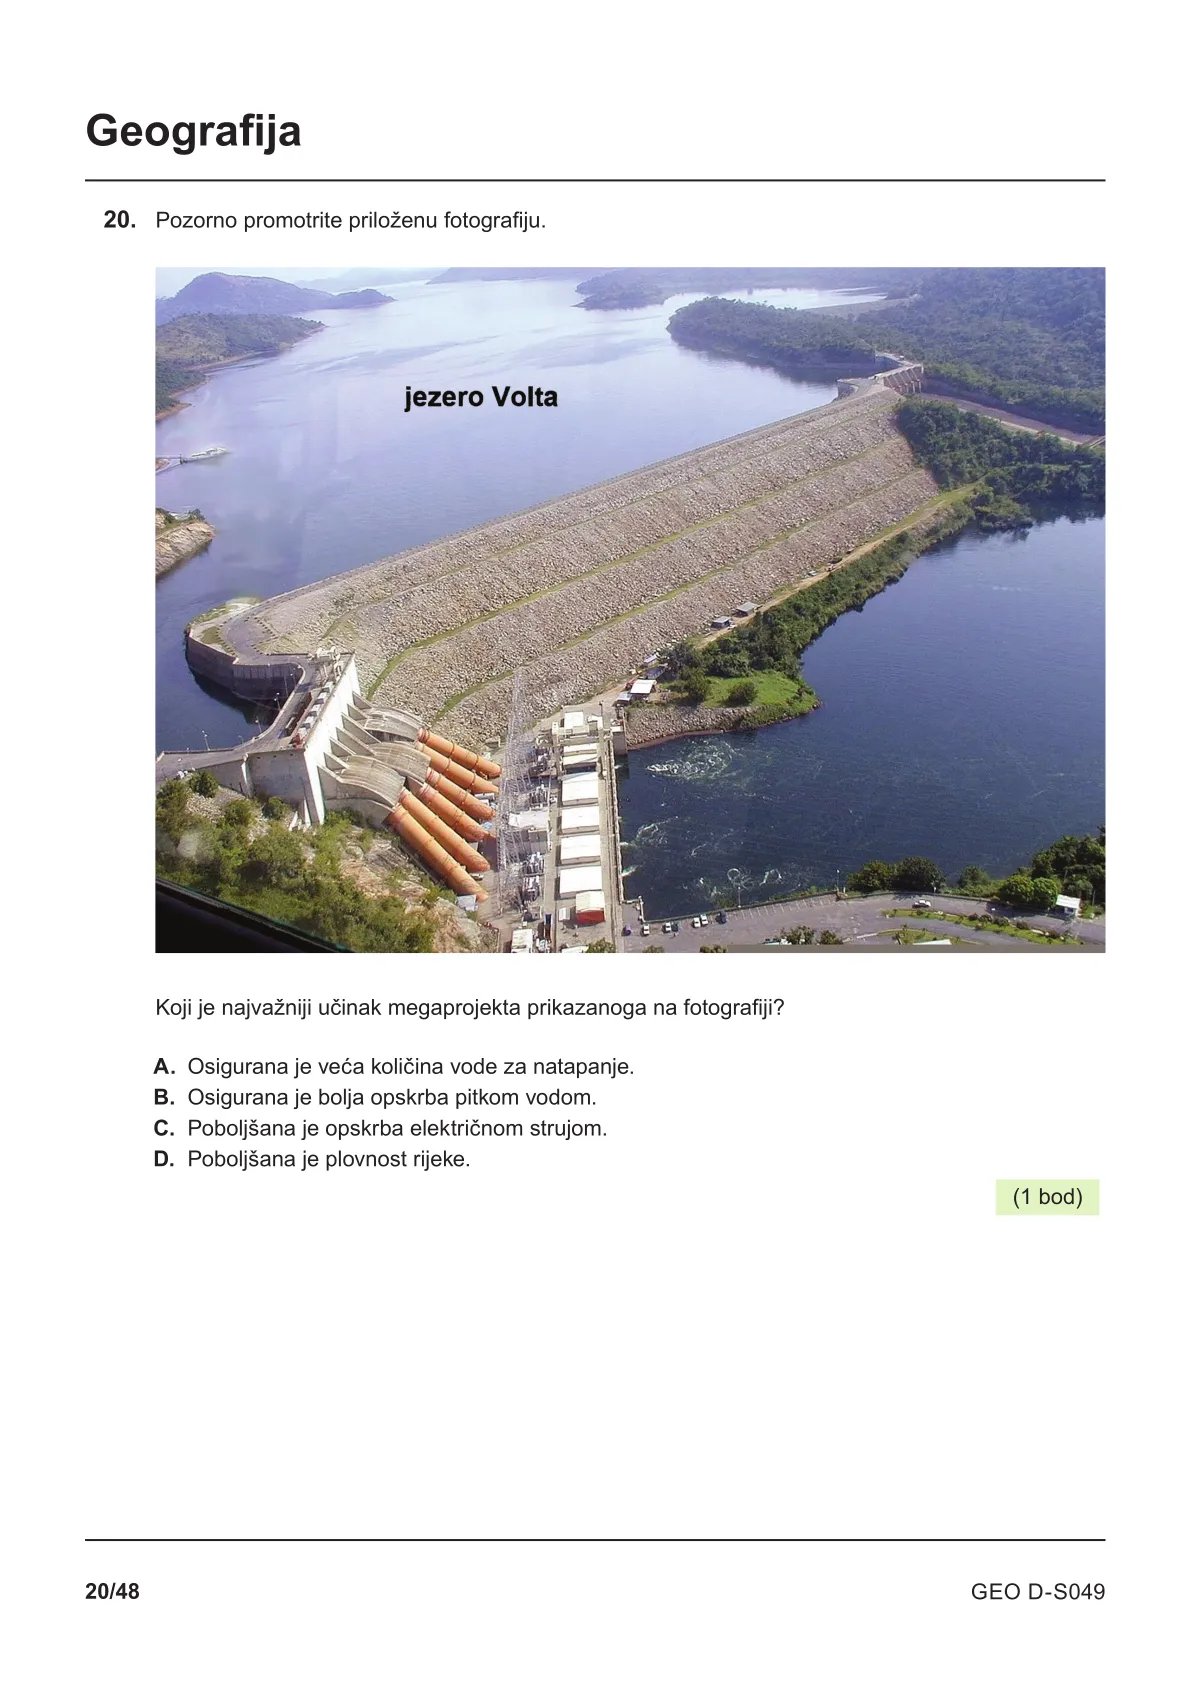 Geografija
20. Pozorno promotrite priloženu fotografiju.
jezero Volta
Koji je najvažniji učinak megaprojekta prikazanoga na fotografiji?
A. Osigurana je veća količina vode za natapanje.
B. Osigurana je bolja opskrba pitkom vodom.
C. Poboljšana je opskrba električnom strujom.
D. Poboljšana je plovnost rijeke.
(1 bod)
20/48
GEO D-S049